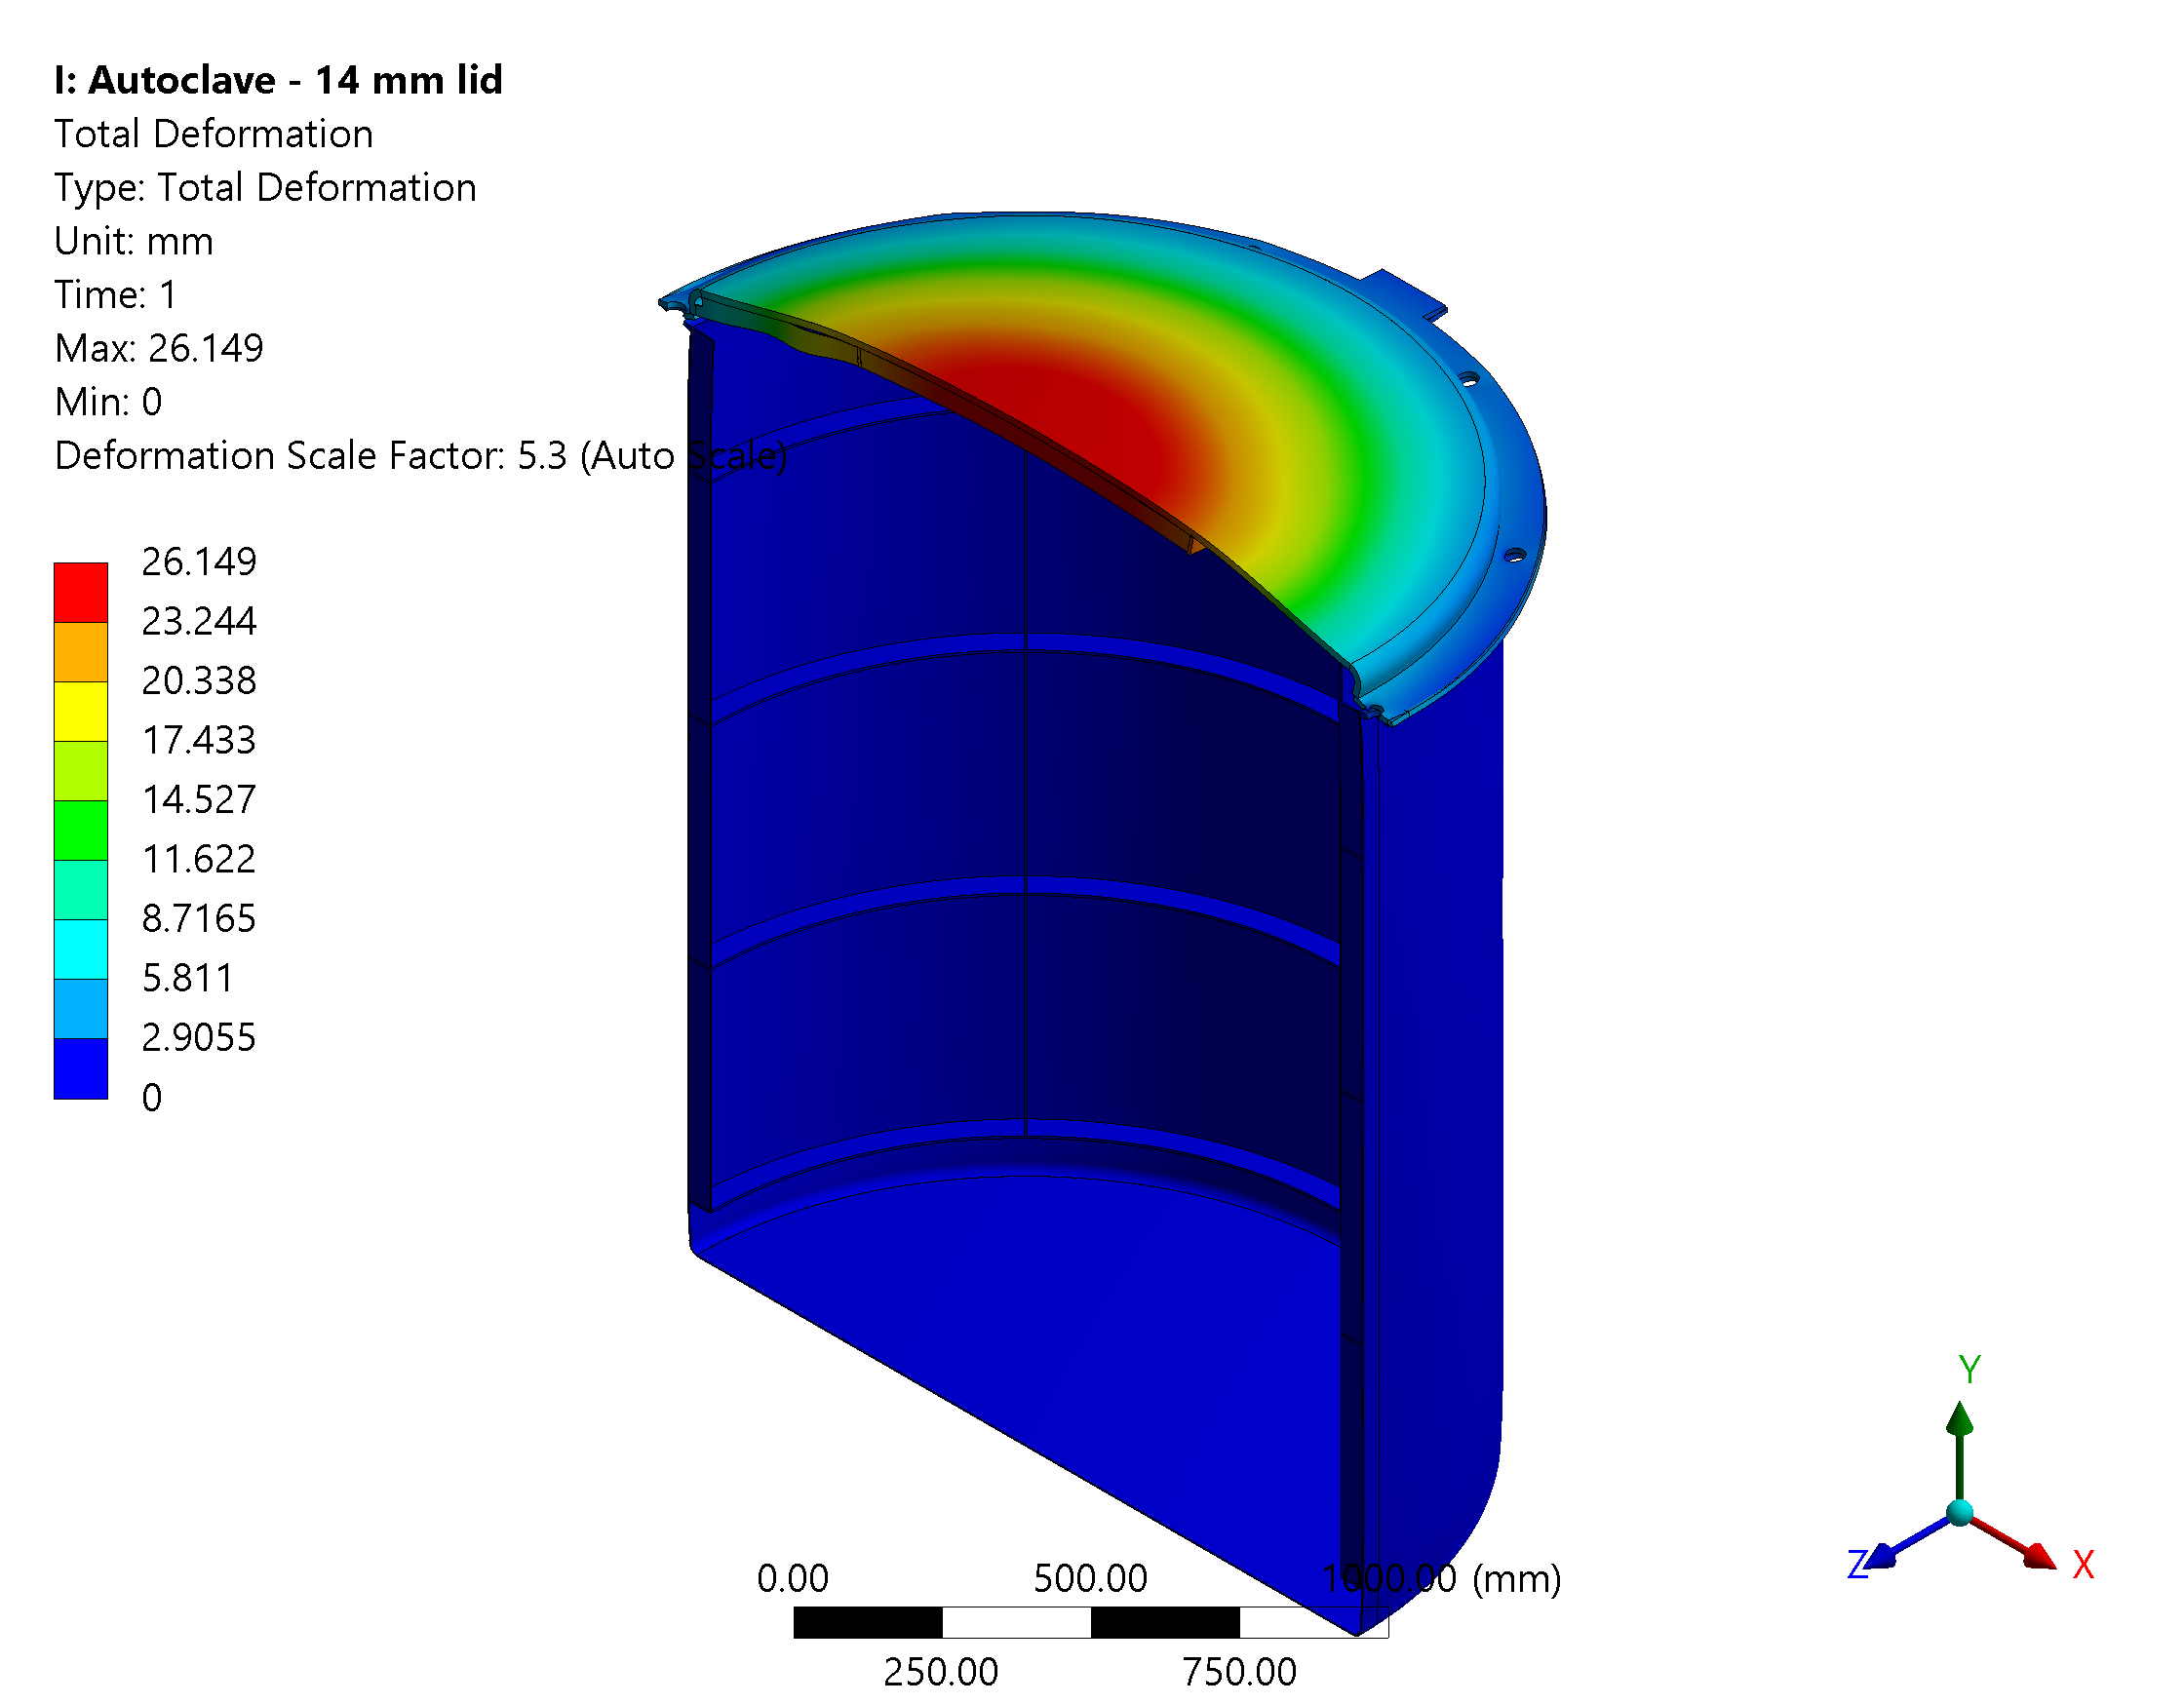 I: Autoclave - 14 mm lid
Total Deformation
Type: Total Deformation
Unit: mm
Time: 1
Max: 26.149
Min: 0
Deformation Scale Factor: 5.3 (Auto Scale)
26.149
23.244
20.338
17.433
14.527
11.622
8.7165
5.811
2.9055
0
Y
Z
X
0.00 500.00 1000.00 (mm)
250.00 750.00